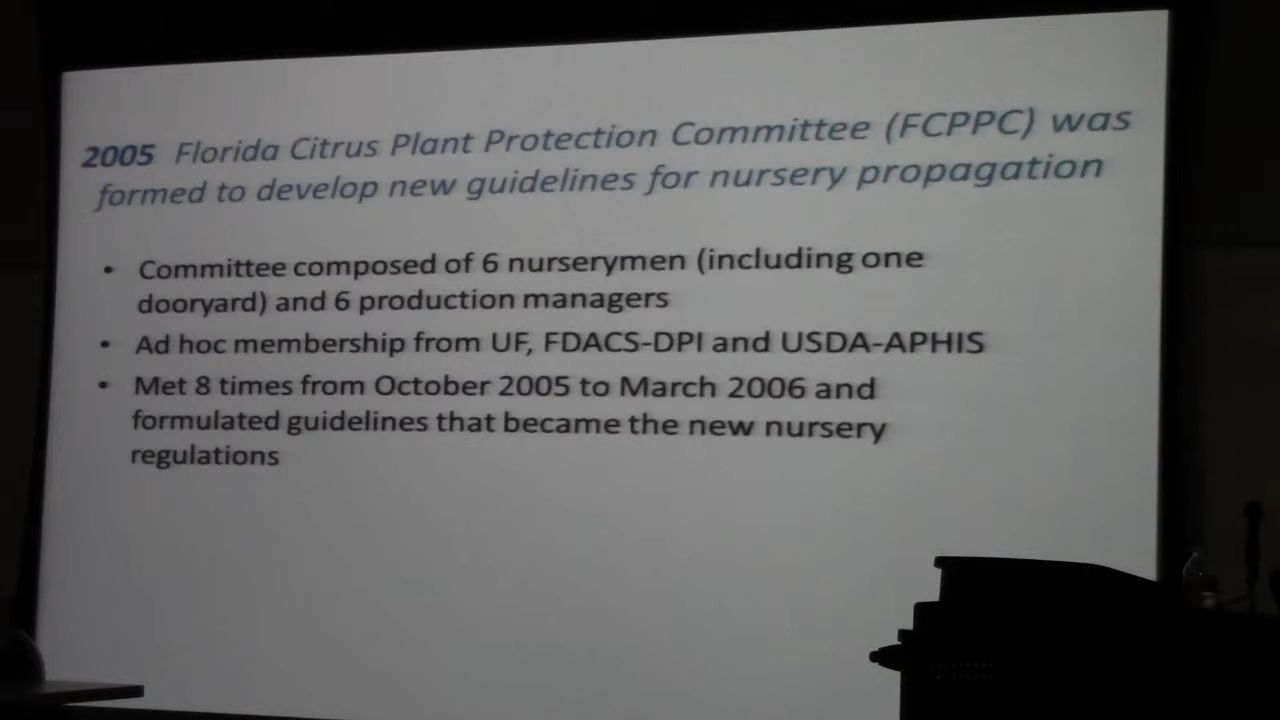 2005 Florida Citrus Plant Protection Committee (FCPPC) was
formed to develop new guidelines for nursery propagation
• Committee composed of 6 nurserymen (including one
dooryard) and 6 production managers
• Ad hoc membership from UF, FDACS-DPI and USDA-APHIS
• Met 8 times from October 2005 to March 2006 and
formulated guidelines that became the new nursery
regulations